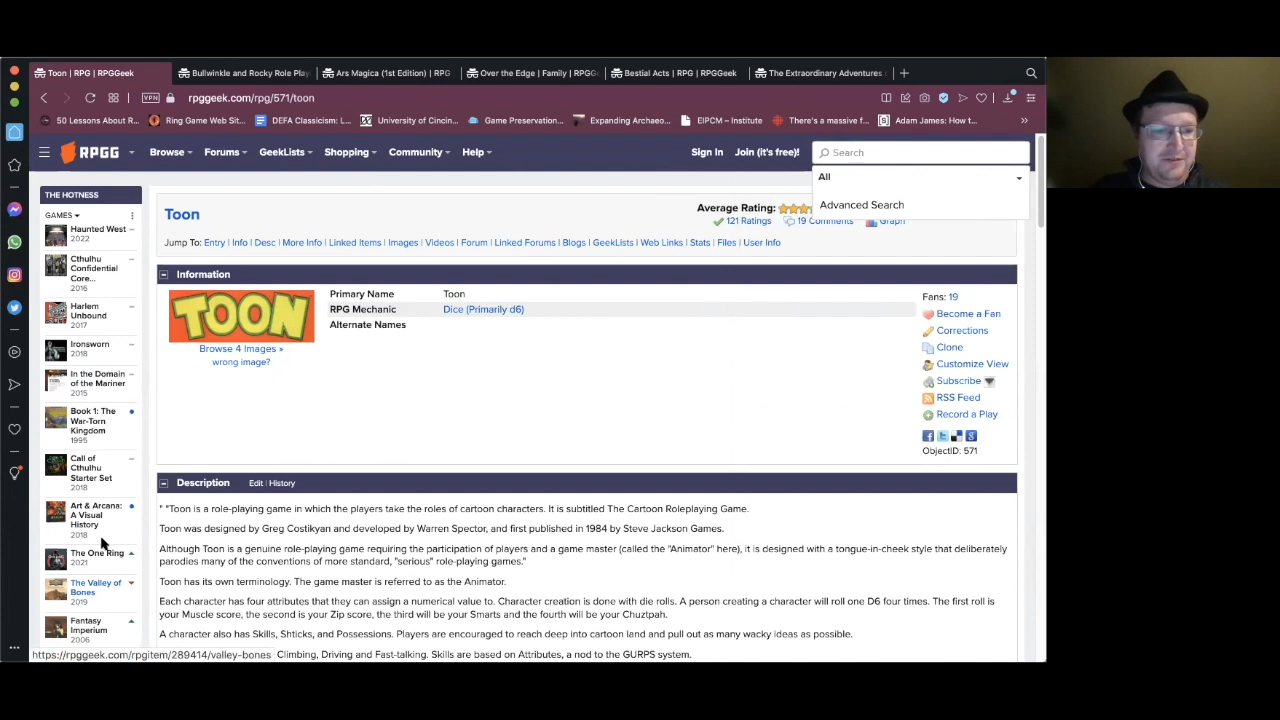 Toon | RPG | RPGGeek
Bullwinkle and Rocky Role Play
Ars Magica (1st Edition) | RPG
Over the Edge | Family | RPGG
Bestial Acts | RPG | RPGGeek
The Extraordinary Adventures
VPN
rpggeek.com/rpg/571/toon
50 Lessons About R...
Ring Game Web Sit...
DEFA Classicism: I...
University of Cincin...
Game Preservation...
Expanding Archaeo...
EIPCM – Institute
There's a massive f...
Adam James: How t...
RPGG
Browse
Forums
GeekLists
Shopping
Community
Help
Sign In
Join (it's free!)
Search
All
Advanced Search
THE HOTNESS
GAMES
Haunted West
2022
Cthulhu
Confidential
Core...
2016
Harlem
Unbound
2017
Ironsworn
2018
In the Domain
of the Mariner
2015
Book 1: The
War-Torn
Kingdom
1995
Call of
Cthulhu
Starter Set
2018
Art & Arcana:
A Visual
History
2018
The One Ring
2021
The Valley of
Bones
2019
Fantasy
Imperium
2006
Toon
Average Rating:
121 Ratings
19 Comments
Graph
Jump To: Entry | Info | Desc | More Info | Linked Items | Images | Videos | Forum | Linked Forums | Blogs | GeekLists | Web Links | Stats | Files | User Info
Information
TOON
Browse 4 Images »
wrong image?
Primary Name Toon
RPG Mechanic Dice (Primarily d6)
Alternate Names
Fans: 19
Become a Fan
Corrections
Clone
Customize View
Subscribe
RSS Feed
Record a Play
ObjectID: 571
Description Edit | History
" "Toon is a role-playing game in which the players take the roles of cartoon characters. It is subtitled The Cartoon Roleplaying Game.
Toon was designed by Greg Costikyan and developed by Warren Spector, and first published in 1984 by Steve Jackson Games.
Although Toon is a genuine role-playing game requiring the participation of players and a game master (called the "Animator" here), it is designed with a tongue-in-cheek style that deliberately
parodies many of the conventions of more standard, "serious" role-playing games."
Toon has its own terminology. The game master is referred to as the Animator.
Each character has four attributes that they can assign a numerical value to. Character creation is done with die rolls. A person creating a character will roll one D6 four times. The first roll is
your Muscle score, the second is your Zip score, the third will be your Smarts and the fourth will be your Chuztpah.
A character also has Skills, Shticks, and Possessions. Players are encouraged to reach deep into cartoon land and pull out as many wacky ideas as possible.
Climbing, Driving and Fast-talking. Skills are based on Attributes, a nod to the GURPS system.
https://rpggeek.com/rpgitem/289414/valley-bones